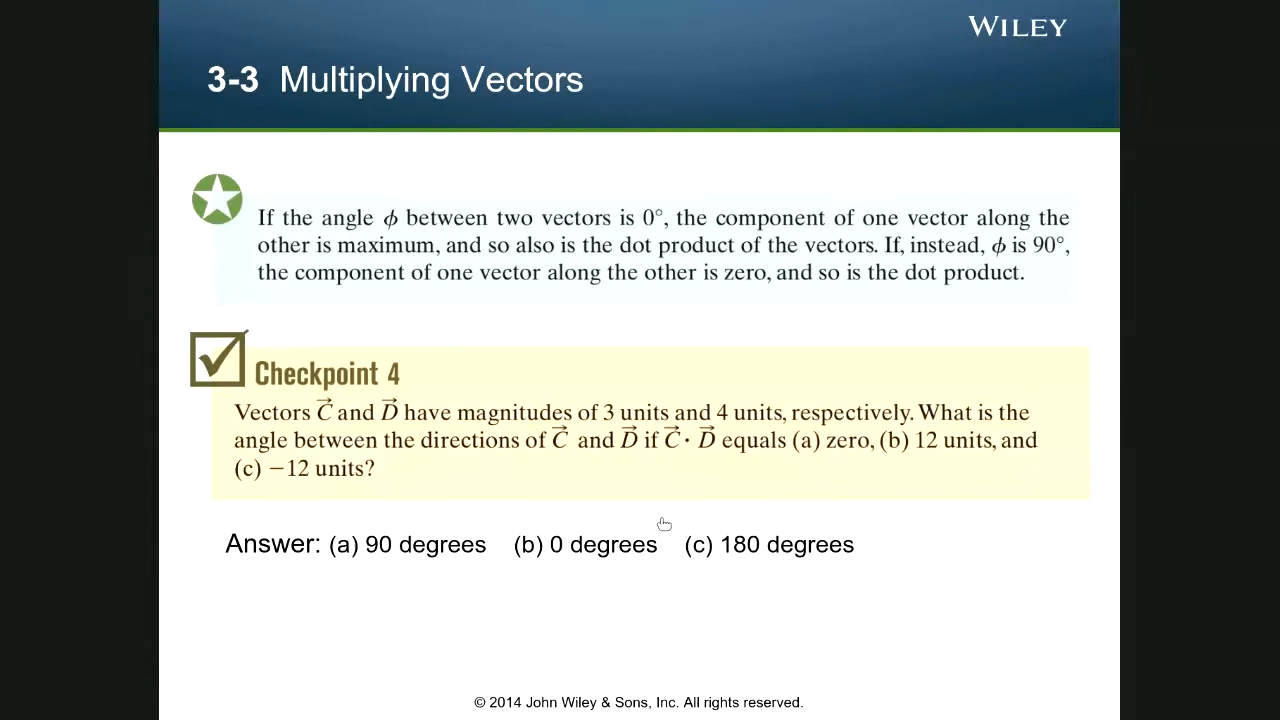 WILEY
3-3 Multiplying Vectors
If the angle ϕ between two vectors is 0°, the component of one vector along the
other is maximum, and so also is the dot product of the vectors. If, instead, ϕ is 90°,
the component of one vector along the other is zero, and so is the dot product.
Checkpoint 4
Vectors C⃗ and D⃗ have magnitudes of 3 units and 4 units, respectively. What is the
angle between the directions of C⃗ and D⃗ if C⃗ · D⃗ equals (a) zero, (b) 12 units, and
(c) −12 units?
Answer: (a) 90 degrees (b) 0 degrees (c) 180 degrees
© 2014 John Wiley & Sons, Inc. All rights reserved.